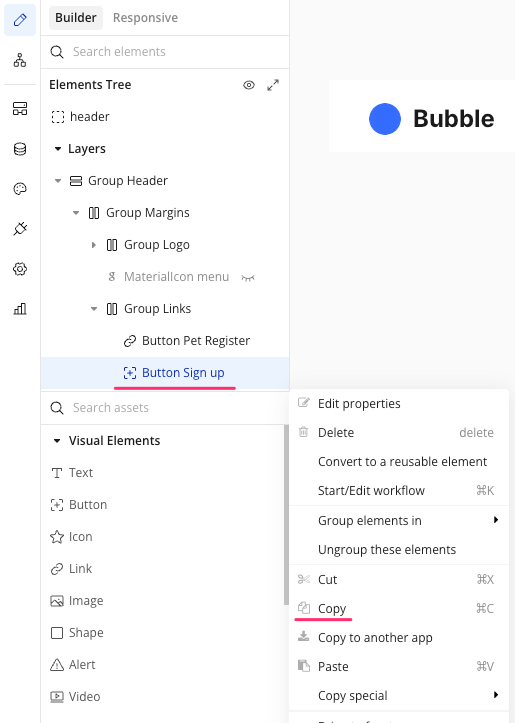 Builder Responsive
Search elements
Elements Tree
header
Layers
Group Header
Group Margins
Group Logo
MaterialIcon menu
Group Links
Button Pet Register
Button Sign up
Search assets
Visual Elements
Text
Button
Icon
Link
Image
Shape
Alert
Video
Bubble
Edit properties
Delete delete
Convert to a reusable element
Start/Edit workflow ⌘K
Group elements in
Ungroup these elements
Cut ⌘X
Copy ⌘C
Copy to another app
Paste ⌘V
Copy special